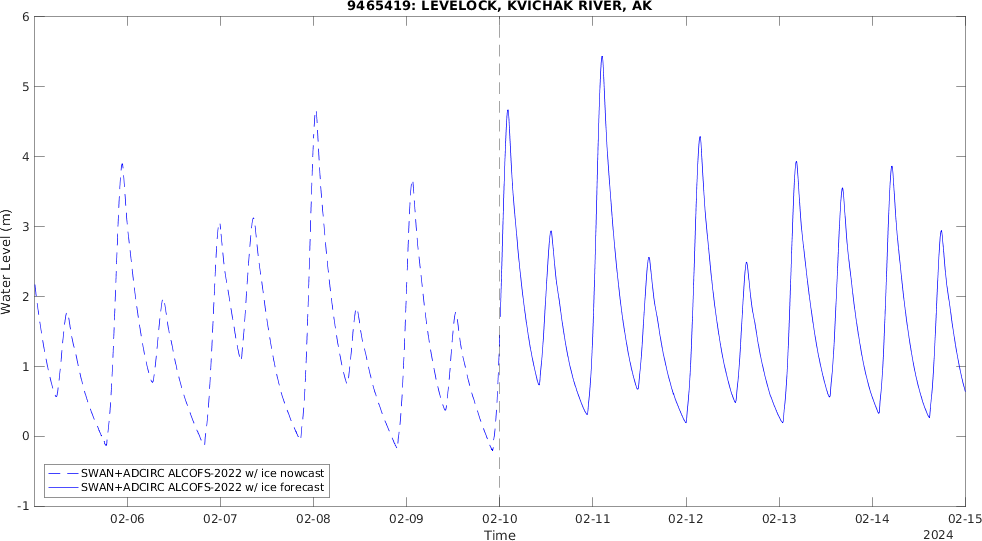 9465419: LEVELOCK, KVICHAK RIVER, AK
6
5
4
3
2
1
0
-1
Water Level (m)
SWAN+ADCIRC ALCOFS-2022 w/ ice nowcast
SWAN+ADCIRC ALCOFS-2022 w/ ice forecast
02-06 02-07 02-08 02-09 02-10 02-11 02-12 02-13 02-14 02-15
Time
2024